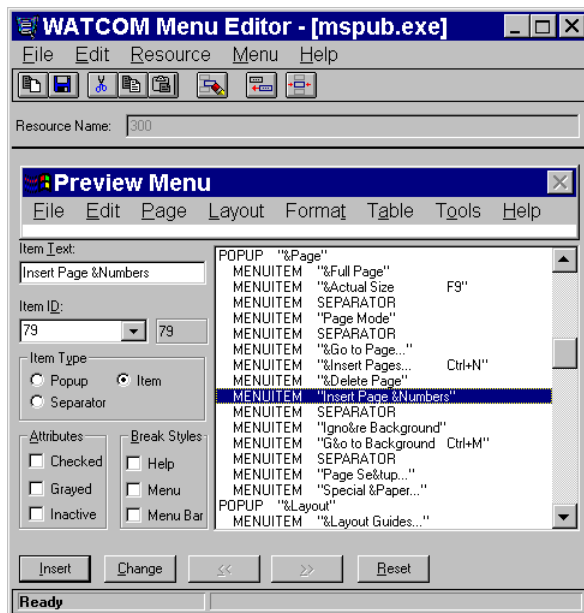 WATCOM Menu Editor - [mspub.exe]
File Edit Resource Menu Help
Resource Name: 300
Preview Menu
File Edit Page Layout Format Table Tools Help
Item Text:
Insert Page &Numbers
Item ID:
79 79
Item Type
Popup Item
Separator
Attributes
Checked
Grayed
Inactive
Break Styles
Help
Menu
Menu Bar
POPUP "&Page"
MENUITEM "&Full Page"
MENUITEM "&Actual Size F9"
MENUITEM SEPARATOR
MENUITEM "Page Mode"
MENUITEM SEPARATOR
MENUITEM "&Go to Page..."
MENUITEM "&Insert Pages... Ctrl+N"
MENUITEM "&Delete Page"
MENUITEM "Insert Page &Numbers"
MENUITEM SEPARATOR
MENUITEM "Igno&re Background"
MENUITEM "G&o to Background Ctrl+M"
MENUITEM SEPARATOR
MENUITEM "Page Se&tup..."
MENUITEM "Special &Paper..."
POPUP "&Layout"
MENUITEM "&Layout Guides..."
Insert Change << >> Reset
Ready